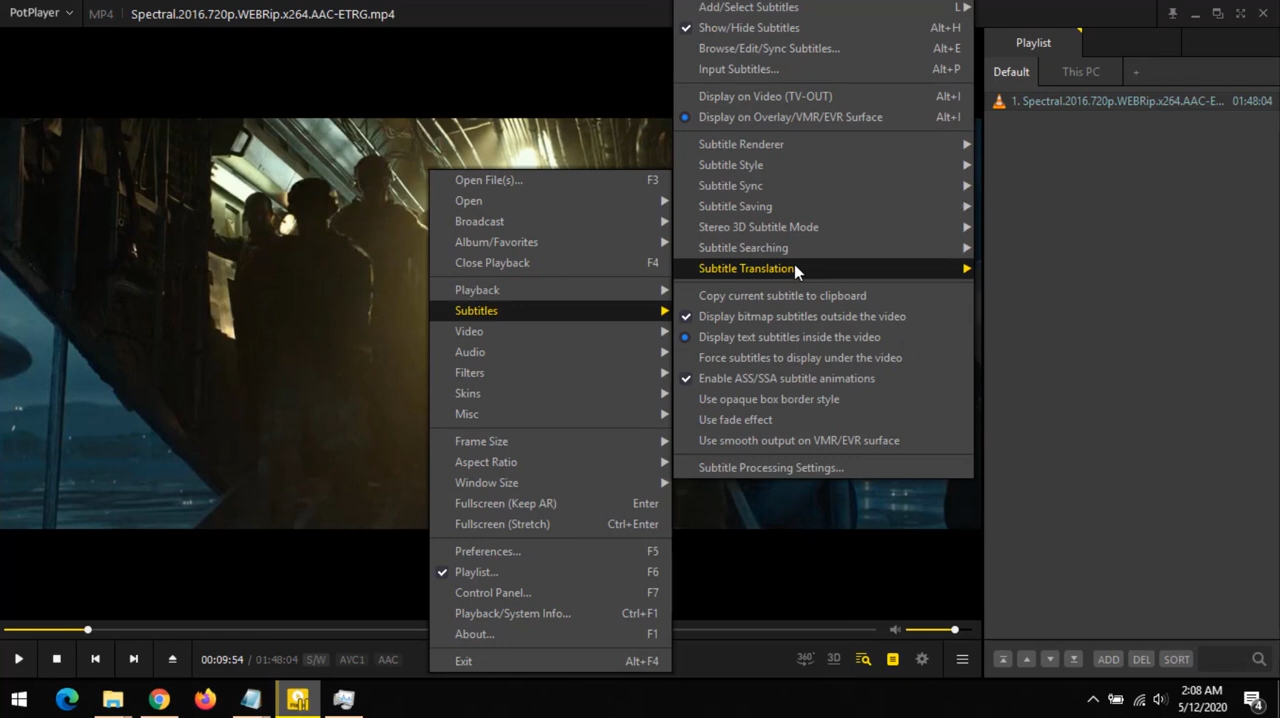 PotPlayer
MP4
Spectral.2016.720p.WEBRip.x264.AAC-ETRG.mp4
Add/Select Subtitles L
Show/Hide Subtitles Alt+H
Browse/Edit/Sync Subtitles... Alt+E
Input Subtitles... Alt+P
Display on Video (TV-OUT) Alt+I
Display on Overlay/VMR/EVR Surface Alt+I
Subtitle Renderer
Subtitle Style
Subtitle Sync
Subtitle Saving
Stereo 3D Subtitle Mode
Subtitle Searching
Subtitle Translation
Copy current subtitle to clipboard
Display bitmap subtitles outside the video
Display text subtitles inside the video
Force subtitles to display under the video
Enable ASS/SSA subtitle animations
Use opaque box border style
Use fade effect
Use smooth output on VMR/EVR surface
Subtitle Processing Settings...
Open File(s)... F3
Open
Broadcast
Album/Favorites
Close Playback F4
Playback
Subtitles
Video
Audio
Filters
Skins
Misc
Frame Size
Aspect Ratio
Window Size
Fullscreen (Keep AR) Enter
Fullscreen (Stretch) Ctrl+Enter
Preferences... F5
Playlist... F6
Control Panel... F7
Playback/System Info... Ctrl+F1
About... F1
Exit Alt+F4
Playlist
Default This PC +
1. Spectral.2016.720p.WEBRip.x264.AAC-E... 01:48:04
00:09:54 / 01:48:04 S/W AVC1 AAC
360° 3D
ADD DEL SORT
2:08 AM
5/12/2020
4